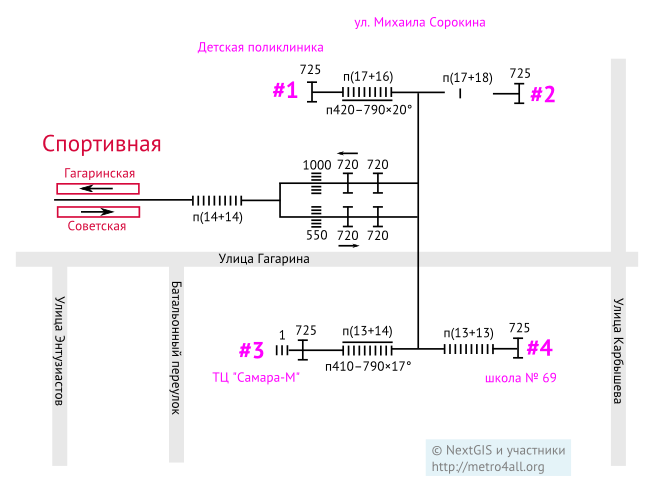 ул. Михаила Сорокина
Детская поликлиника
#1
725
п(17+16)
п420–790×20°
п(17+18)
725
#2
Спортивная
Гагаринская
Советская
п(14+14)
1000
720
720
550
720
720
Улица Гагарина
Улица Энтузиастов
Батальонный переулок
Улица Карбышева
#3
1
725
п(13+14)
п410–790×17°
п(13+13)
725
#4
ТЦ "Самара-М"
школа № 69
© NextGIS и участники
http://metro4all.org